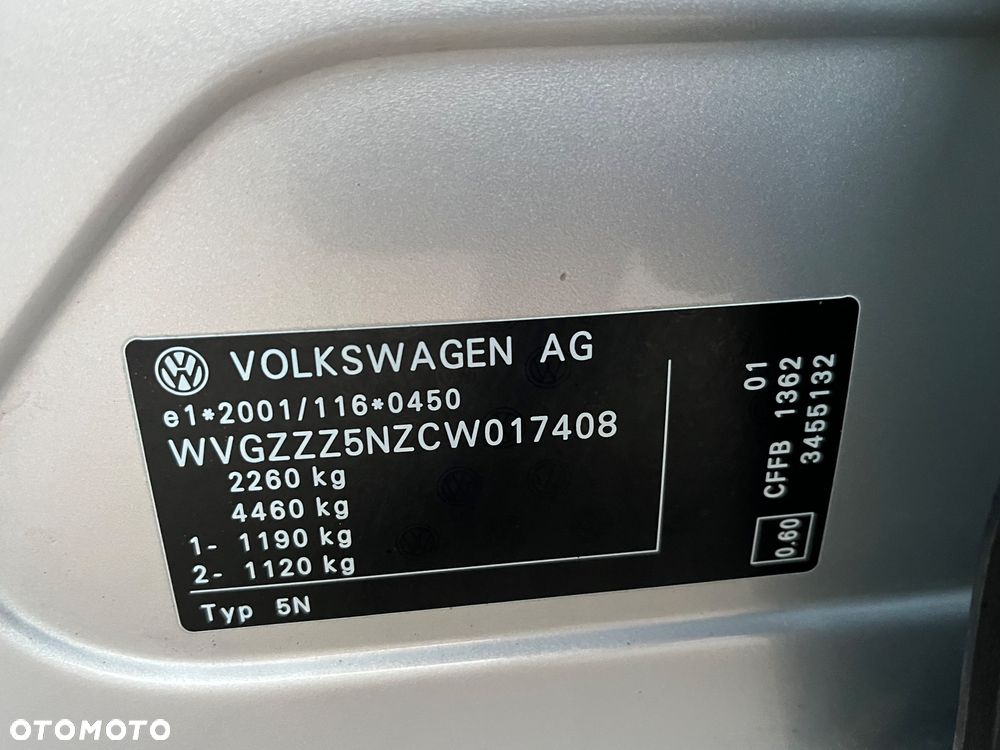 VOLKSWAGEN AG
e1*2001/116*0450
WVGZZZ5NZCW017408
2260 kg
4460 kg
1- 1190 kg
2- 1120 kg
Typ 5N
01
CFFB 1362
3455132
0.60
OTOMOTO